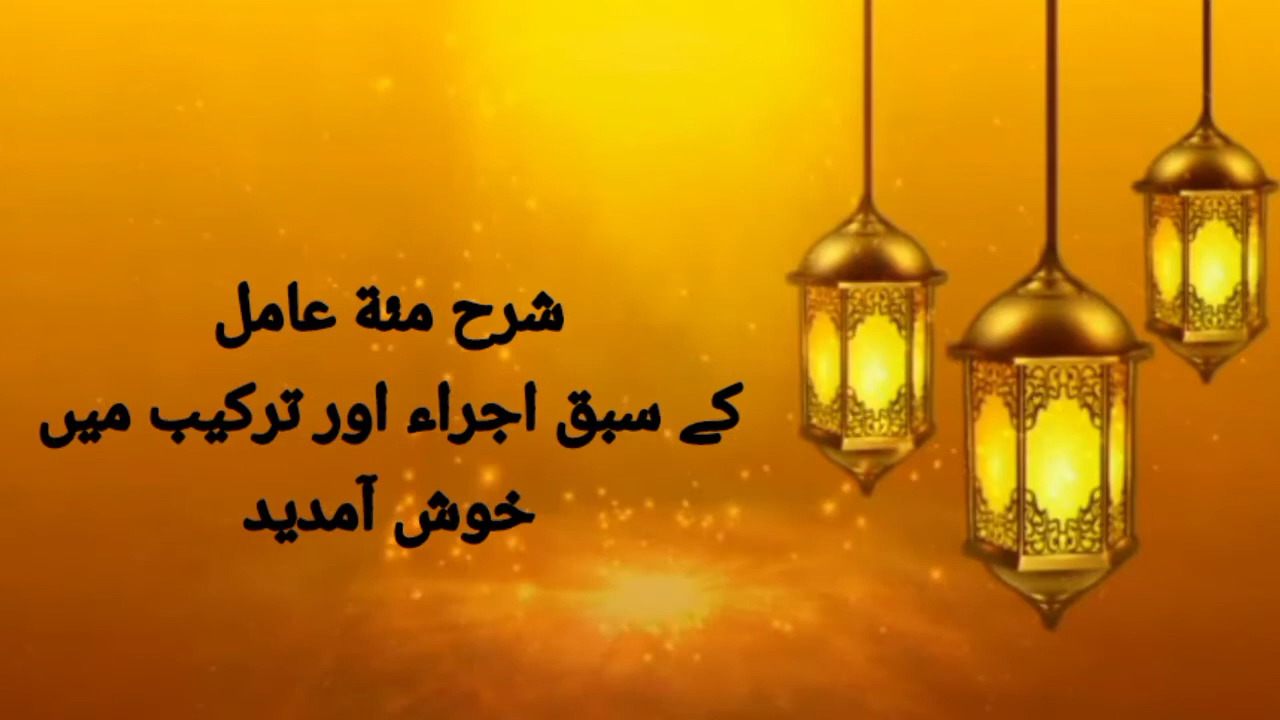 شرح مئة عامل
کے سبق اجراء اور ترکیب میں
خوش آمدید